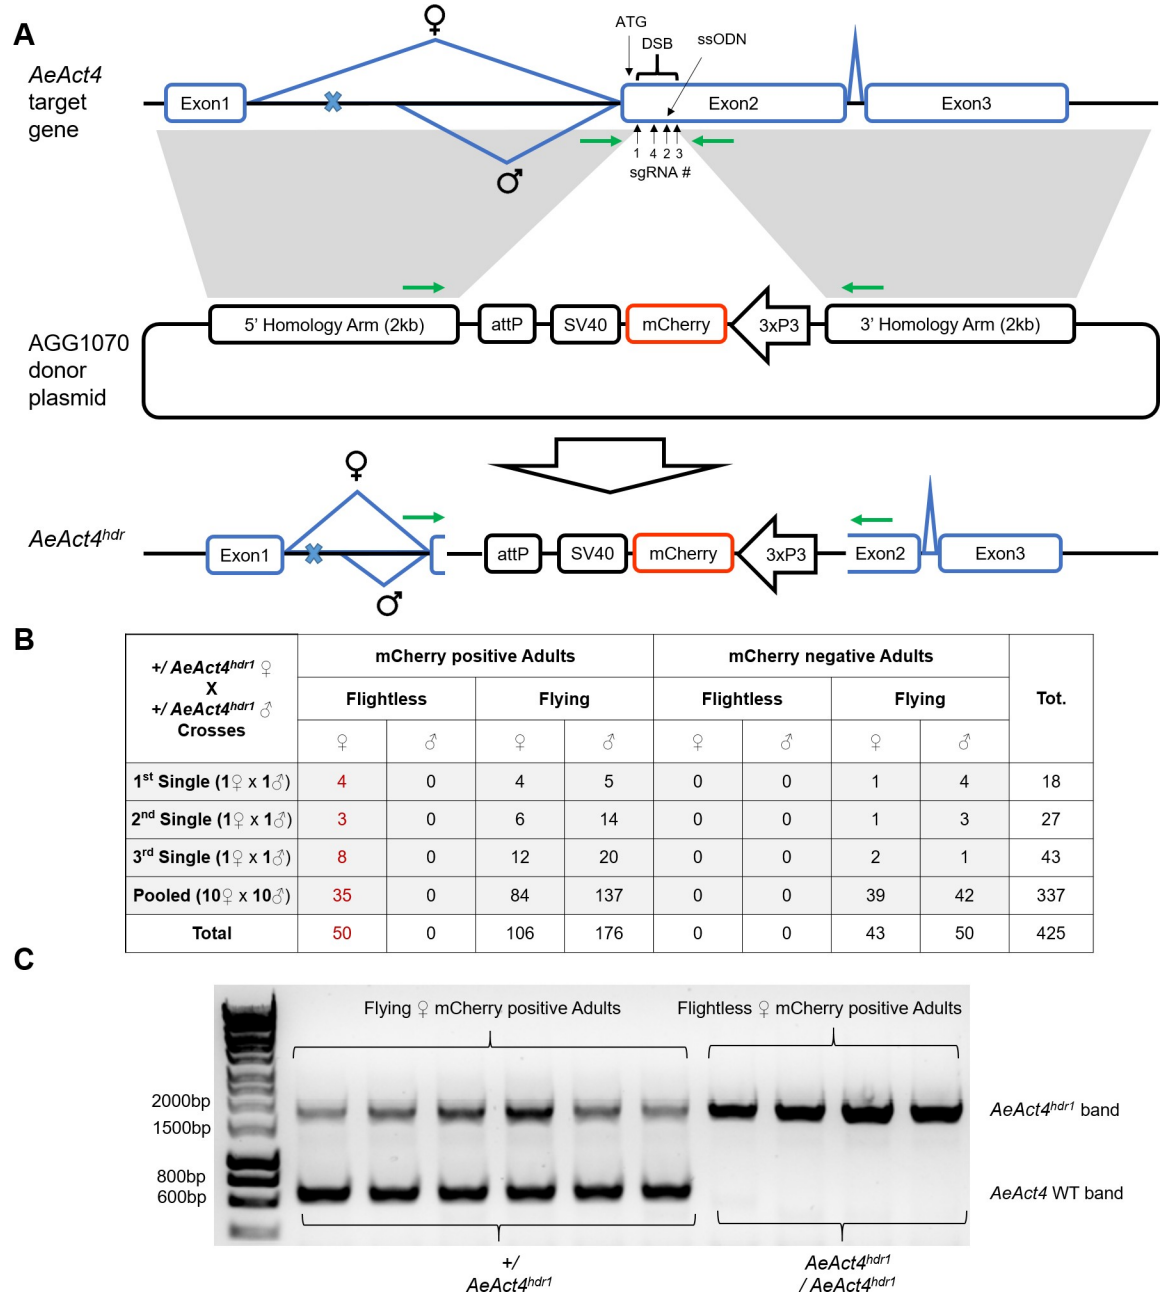 A
AeAct4
target
gene
♀
ATG
DSB
ssODN
Exon1
Exon2
Exon3
1 4 2 3
sgRNA #
♂
AGG1070
donor
plasmid
5’ Homology Arm (2kb)
attP
SV40
mCherry
3xP3
3’ Homology Arm (2kb)
♀
AeAct4hdr
Exon1
attP
SV40
mCherry
3xP3
Exon2
Exon3
♂
B
+/ AeAct4hdr1 ♀
X
+/ AeAct4hdr1 ♂
Crosses
mCherry positive Adults
mCherry negative Adults
Tot.
Flightless Flying Flightless Flying
♀ ♂ ♀ ♂ ♀ ♂ ♀ ♂
1st Single (1♀ x 1♂) 4 0 4 5 0 0 1 4 18
2nd Single (1♀ x 1♂) 3 0 6 14 0 0 1 3 27
3rd Single (1♀ x 1♂) 8 0 12 20 0 0 2 1 43
Pooled (10♀ x 10♂) 35 0 84 137 0 0 39 42 337
Total 50 0 106 176 0 0 43 50 425
C
Flying ♀ mCherry positive Adults
Flightless ♀ mCherry positive Adults
2000bp
1500bp
800bp
600bp
AeAct4hdr1 band
AeAct4 WT band
+/
AeAct4hdr1
AeAct4hdr1
/ AeAct4hdr1